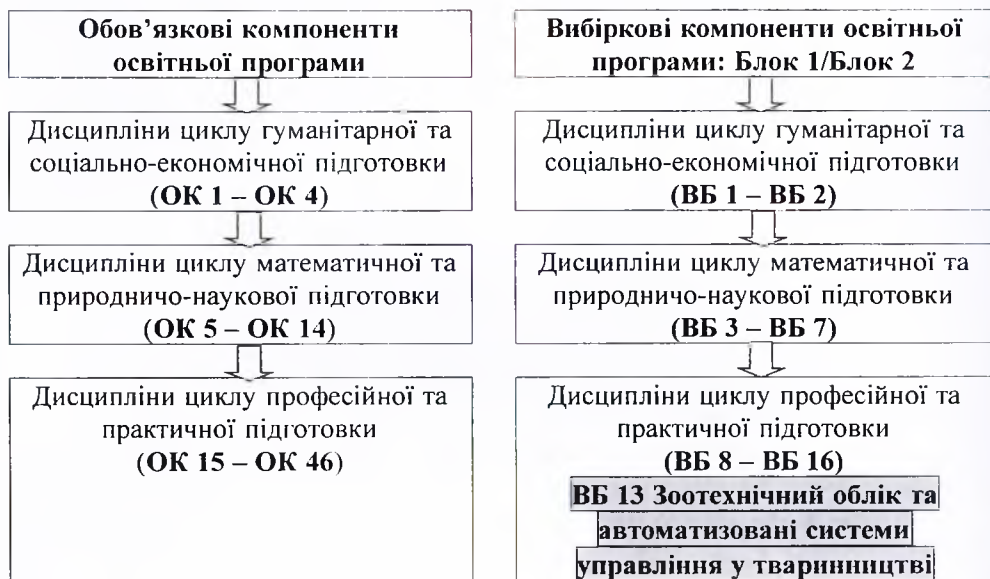 Обов’язкові компоненти
освітньої програми
Дисципліни циклу гуманітарної та
соціально-економічної підготовки
(ОК 1 – ОК 4)
Дисципліни циклу математичної та
природничо-наукової підготовки
(ОК 5 – ОК 14)
Дисципліни циклу професійної та
практичної підготовки
(ОК 15 – ОК 46)
Вибіркові компоненти освітньої
програми: Блок 1/Блок 2
Дисципліни циклу гуманітарної та
соціально-економічної підготовки
(ВБ 1 – ВБ 2)
Дисципліни циклу математичної та
природничо-наукової підготовки
(ВБ 3 – ВБ 7)
Дисципліни циклу професійної та
практичної підготовки
(ВБ 8 – ВБ 16)
ВБ 13 Зоотехнічний облік та
автоматизовані системи
управління у тваринництві